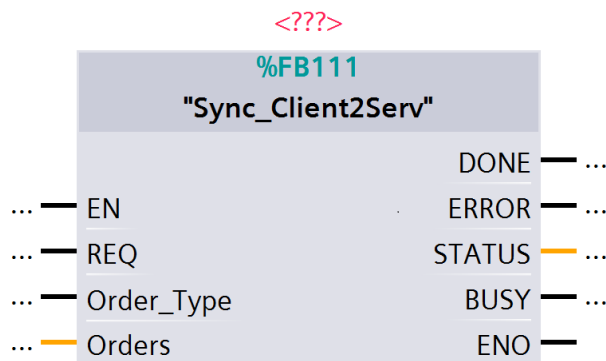 <???>
%FB111
"Sync_Client2Serv"
DONE ...
... EN ERROR ...
... REQ STATUS ...
... Order_Type BUSY ...
... Orders ENO